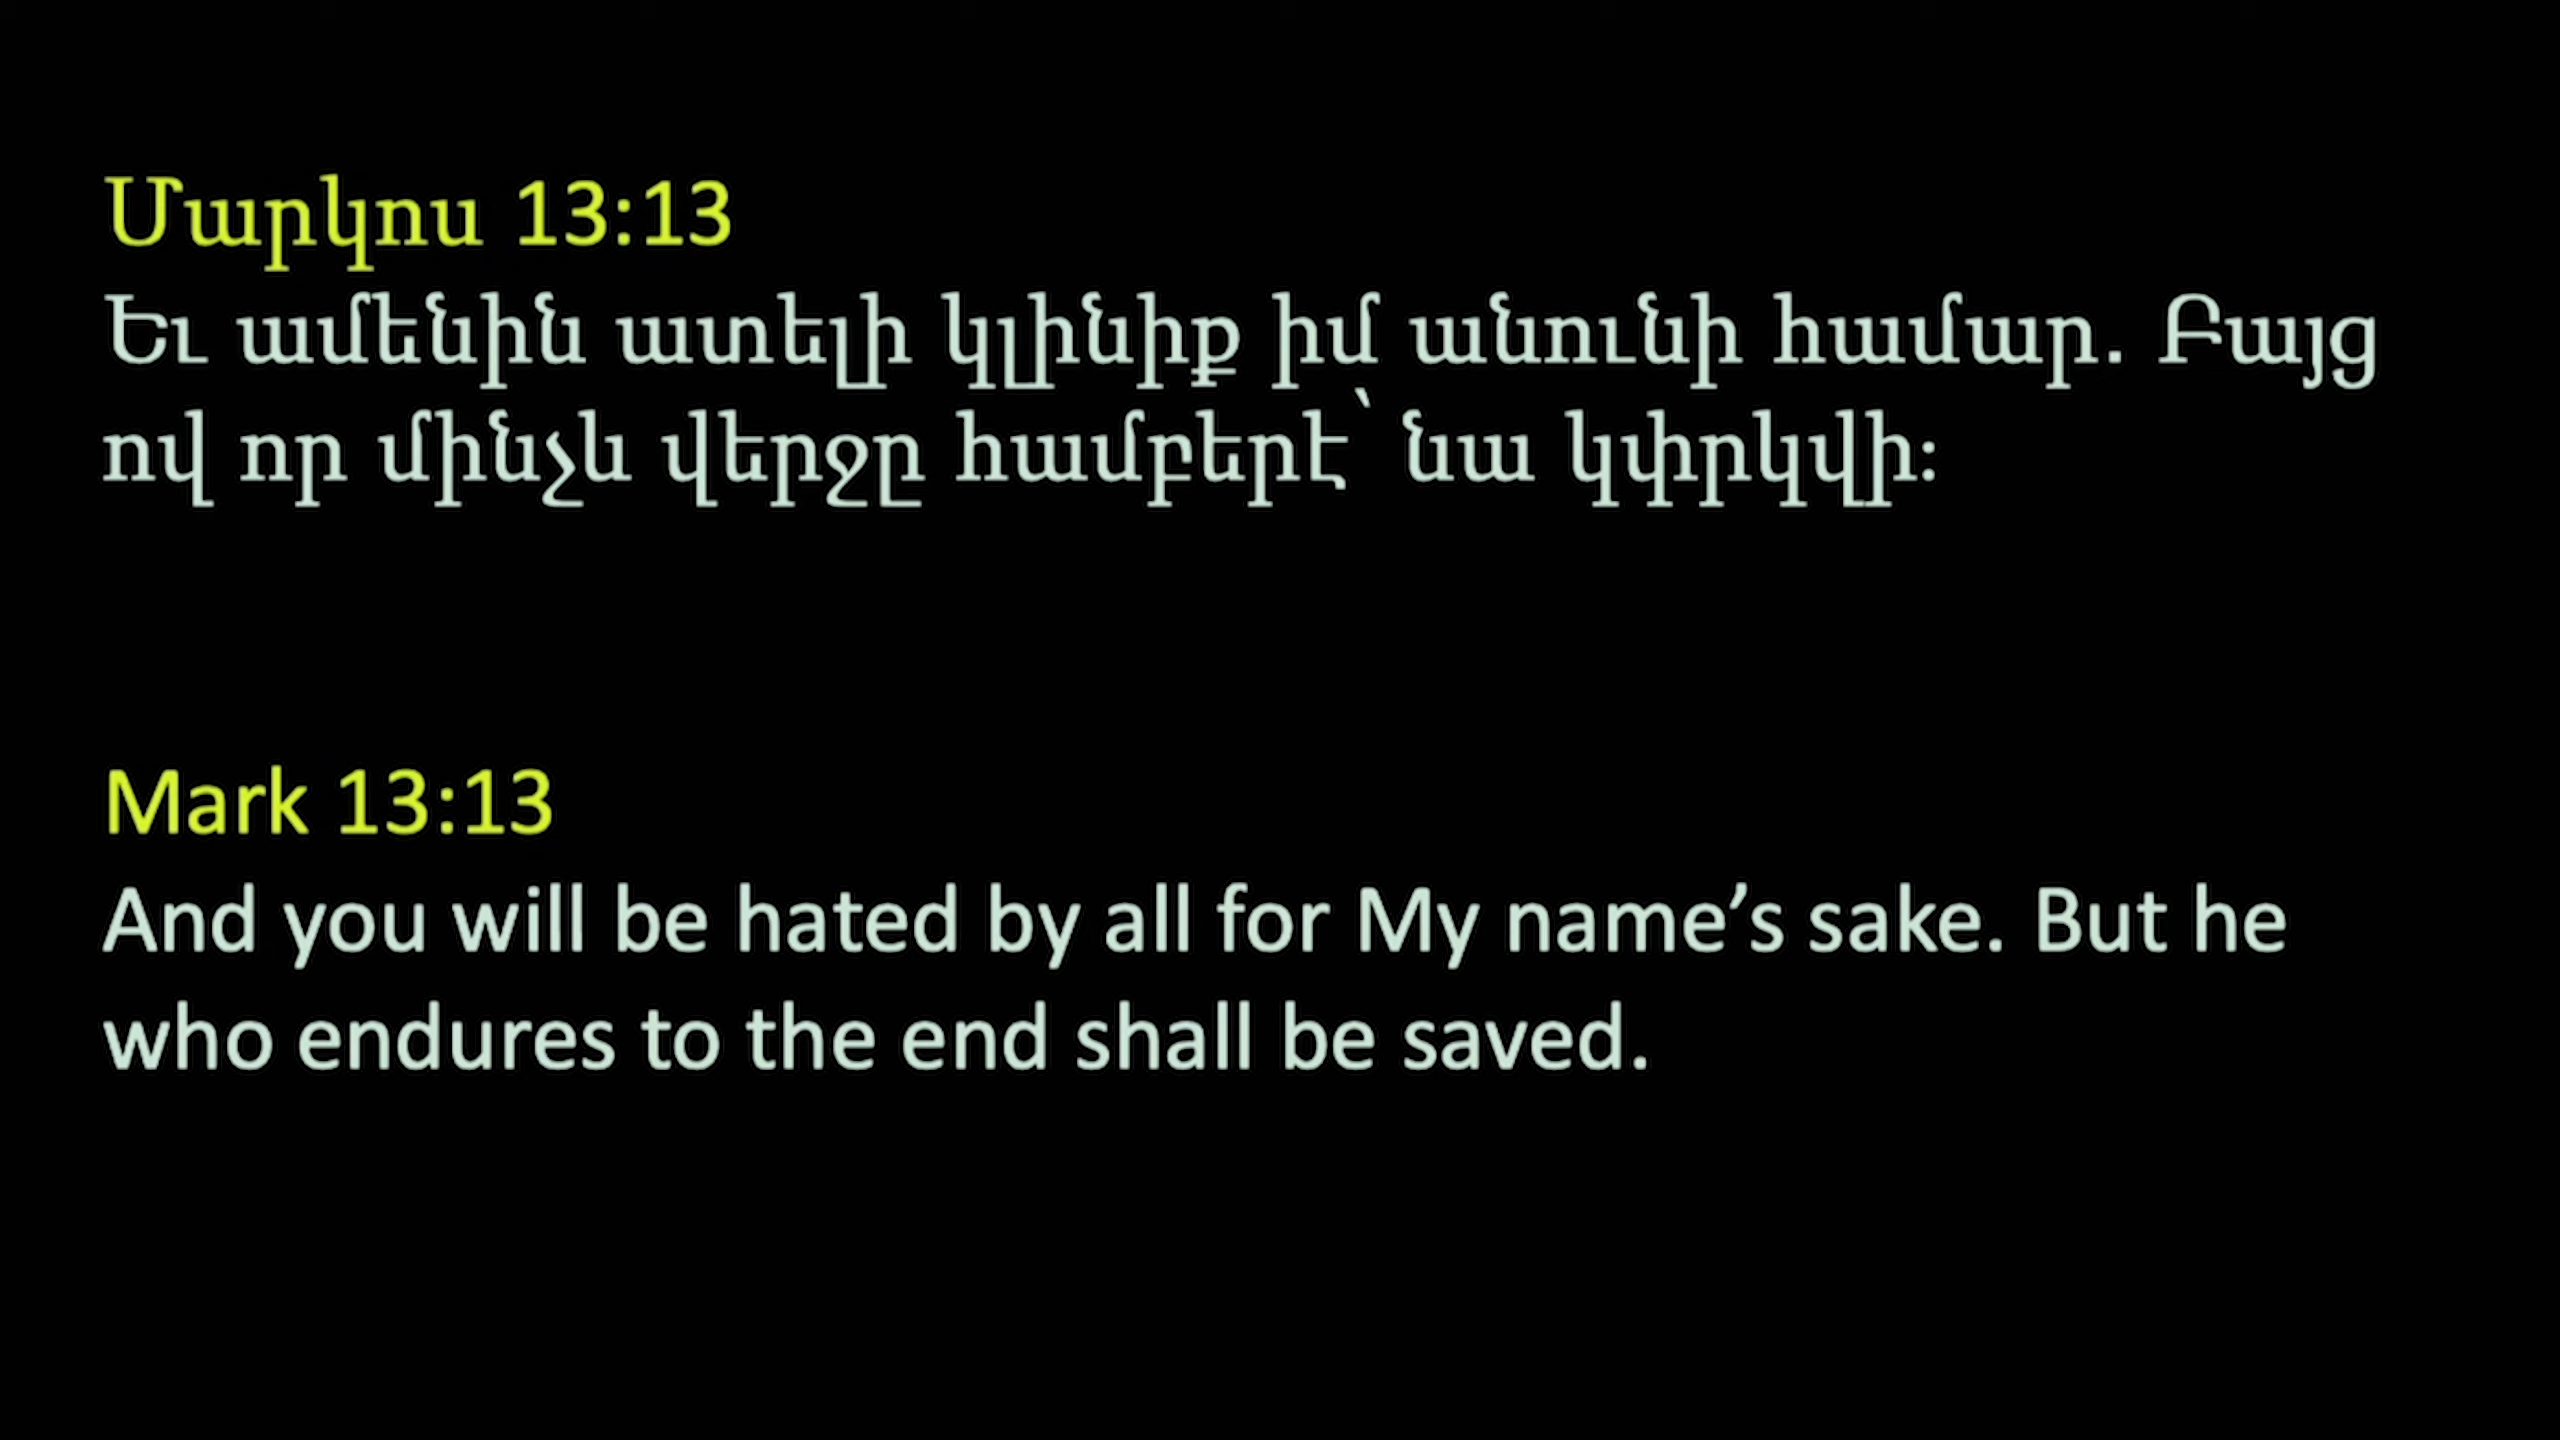 Մարկոս 13:13
Եւ ամենին ատելի կլինիք իմ անունի համար. Բայց
ով որ մինչև վերջը համբերէ՝ նա կփրկվի։
Mark 13:13
And you will be hated by all for My name’s sake. But he
who endures to the end shall be saved.